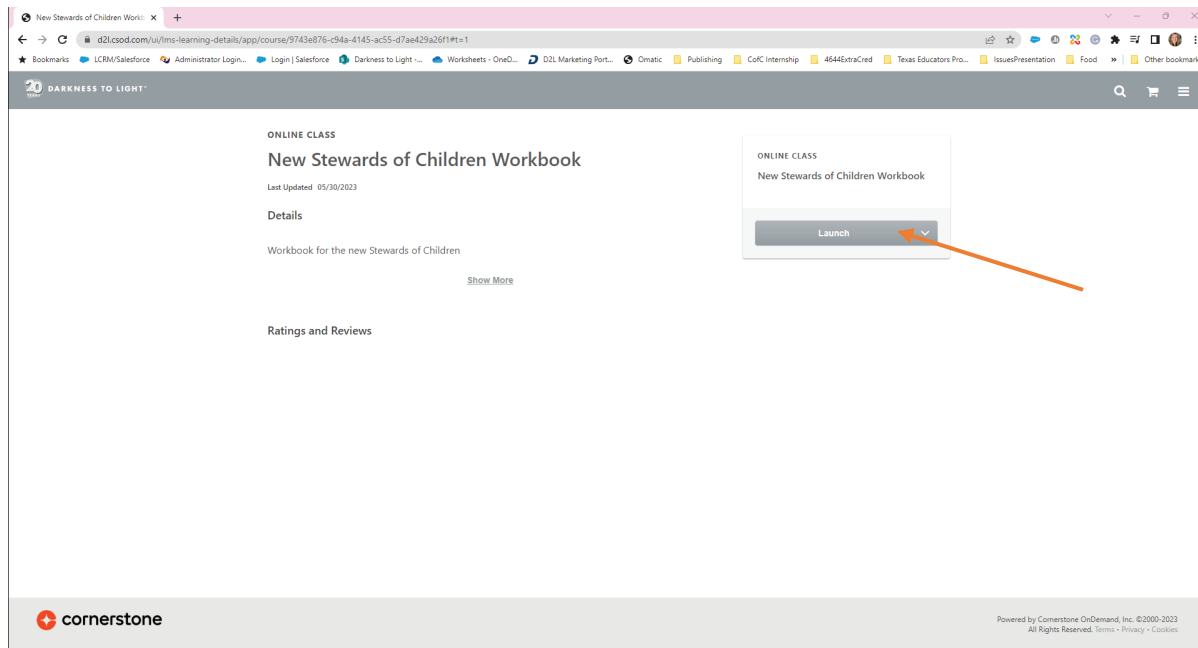 New Stewards of Children Workb
d2l.csod.com/ui/lms-learning-details/app/course/9743e876-c94a-4145-ac55-d7ae429a26f1#t=1
Bookmarks LCRM/Salesforce Administrator Login... Login | Salesforce Darkness to Light -... Worksheets - OneD... D2L Marketing Port... Omatic Publishing CofC Internship 4644ExtraCred Texas Educators Pro... IssuesPresentation Food » Other bookmark
20 DARKNESS TO LIGHT
ONLINE CLASS
New Stewards of Children Workbook
Last Updated 05/30/2023
Details
Workbook for the new Stewards of Children
Show More
Ratings and Reviews
ONLINE CLASS
New Stewards of Children Workbook
Launch
cornerstone
Powered by Cornerstone OnDemand, Inc. ©2000-2023
All Rights Reserved. Terms - Privacy - Cookies